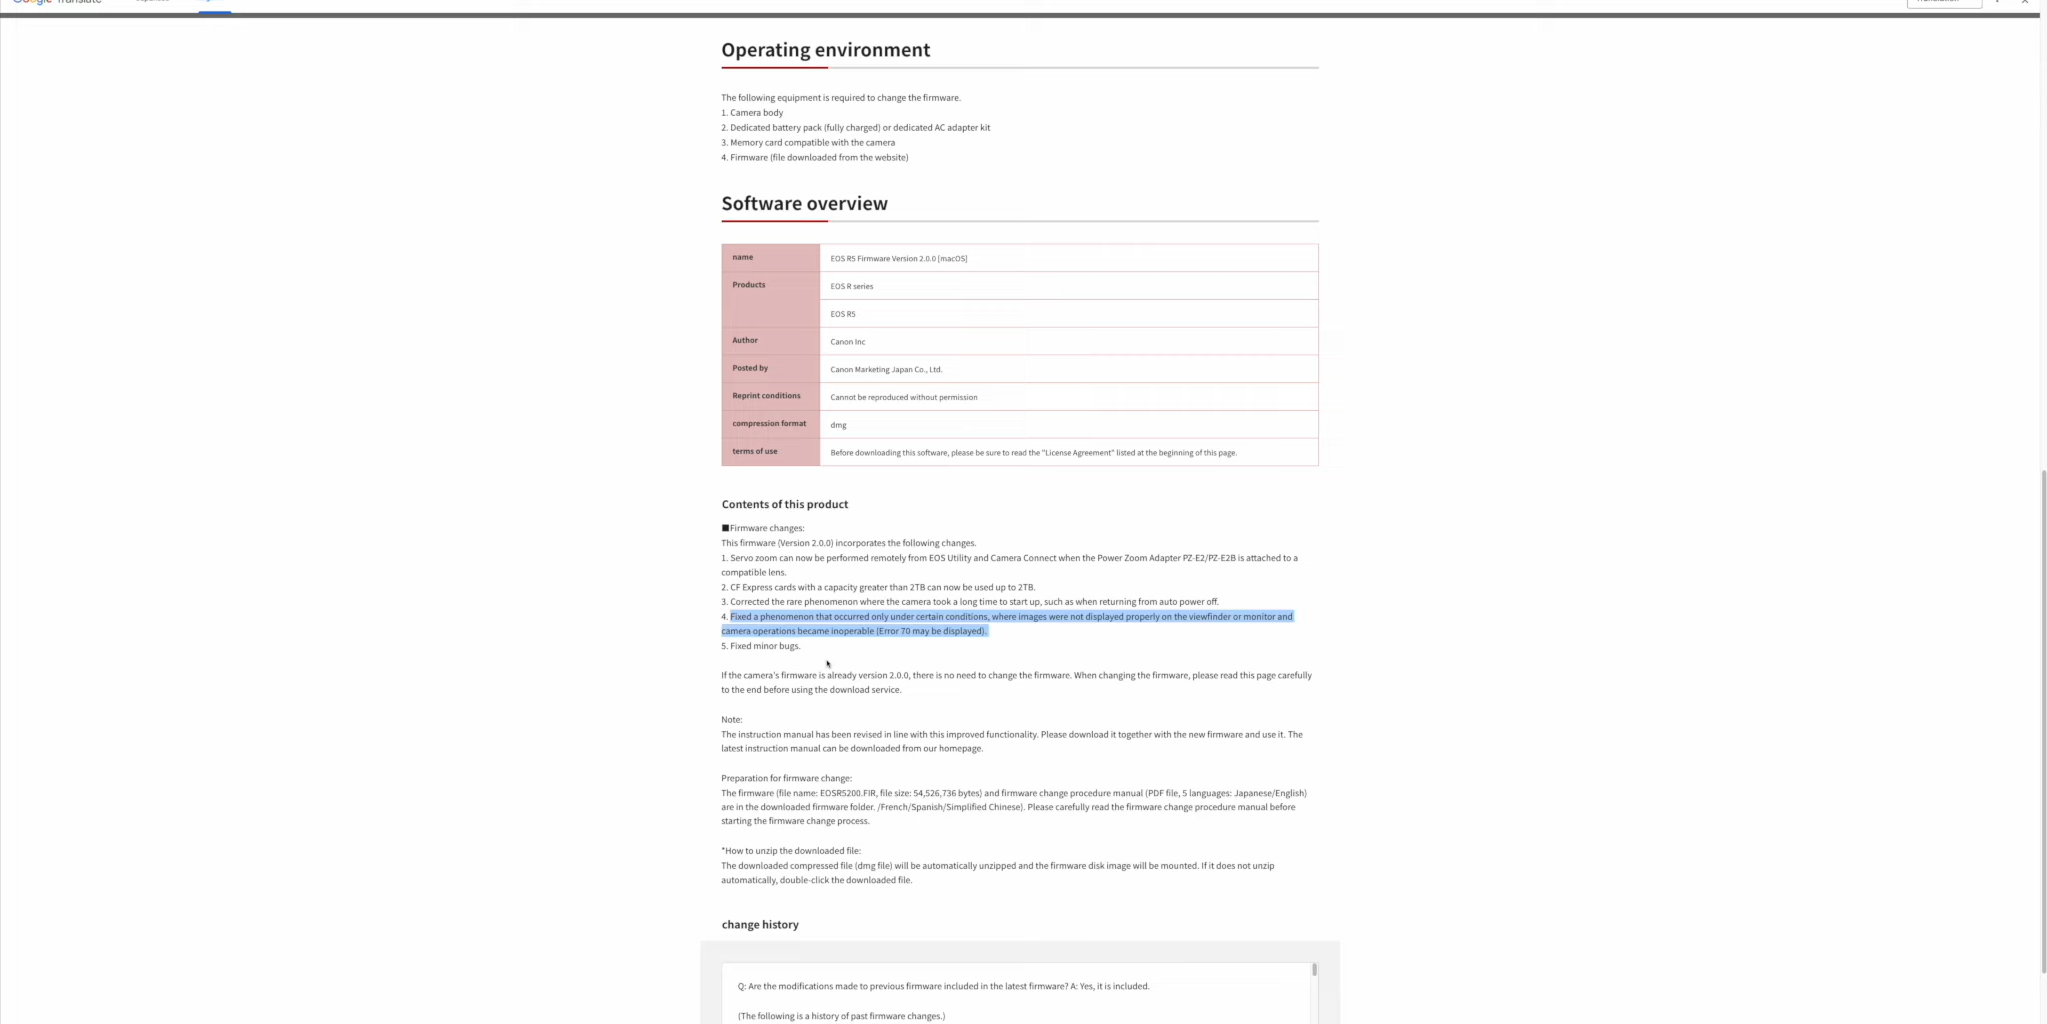 Operating environment
The following equipment is required to change the firmware.
1. Camera body
2. Dedicated battery pack (fully charged) or dedicated AC adapter kit
3. Memory card compatible with the camera
4. Firmware (file downloaded from the website)
Software overview
name
EOS R5 Firmware Version 2.0.0 [macOS]
Products
EOS R series
EOS R5
Author
Canon Inc
Posted by
Canon Marketing Japan Co., Ltd.
Reprint conditions
Cannot be reproduced without permission
compression format
dmg
terms of use
Before downloading this software, please be sure to read the "License Agreement" listed at the beginning of this page.
Contents of this product
■Firmware changes:
This firmware (Version 2.0.0) incorporates the following changes.
1. Servo zoom can now be performed remotely from EOS Utility and Camera Connect when the Power Zoom Adapter PZ-E2/PZ-E2B is attached to a
compatible lens.
2. CF Express cards with a capacity greater than 2TB can now be used up to 2TB.
3. Corrected the rare phenomenon where the camera took a long time to start up, such as when returning from auto power off.
4. Fixed a phenomenon that occurred only under certain conditions, where images were not displayed properly on the viewfinder or monitor and
camera operations became inoperable (Error 70 may be displayed).
5. Fixed minor bugs.
If the camera's firmware is already version 2.0.0, there is no need to change the firmware. When changing the firmware, please read this page carefully
to the end before using the download service.
Note:
The instruction manual has been revised in line with this improved functionality. Please download it together with the new firmware and use it. The
latest instruction manual can be downloaded from our homepage.
Preparation for firmware change:
The firmware (file name: EOSR5200.FIR, file size: 54,526,736 bytes) and firmware change procedure manual (PDF file, 5 languages: Japanese/English)
are in the downloaded firmware folder. /French/Spanish/Simplified Chinese). Please carefully read the firmware change procedure manual before
starting the firmware change process.
*How to unzip the downloaded file:
The downloaded compressed file (dmg file) will be automatically unzipped and the firmware disk image will be mounted. If it does not unzip
automatically, double-click the downloaded file.
change history
Q: Are the modifications made to previous firmware included in the latest firmware? A: Yes, it is included.
(The following is a history of past firmware changes.)